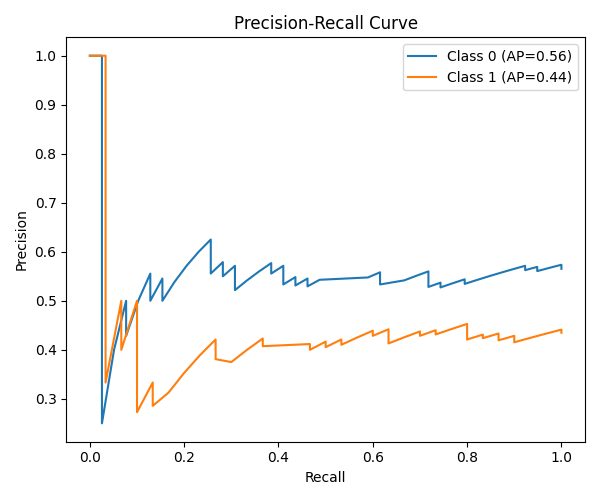 Precision-Recall Curve
Class 0 (AP=0.56)
Class 1 (AP=0.44)
Precision
1.0
0.9
0.8
0.7
0.6
0.5
0.4
0.3
0.0 0.2 0.4 0.6 0.8 1.0
Recall